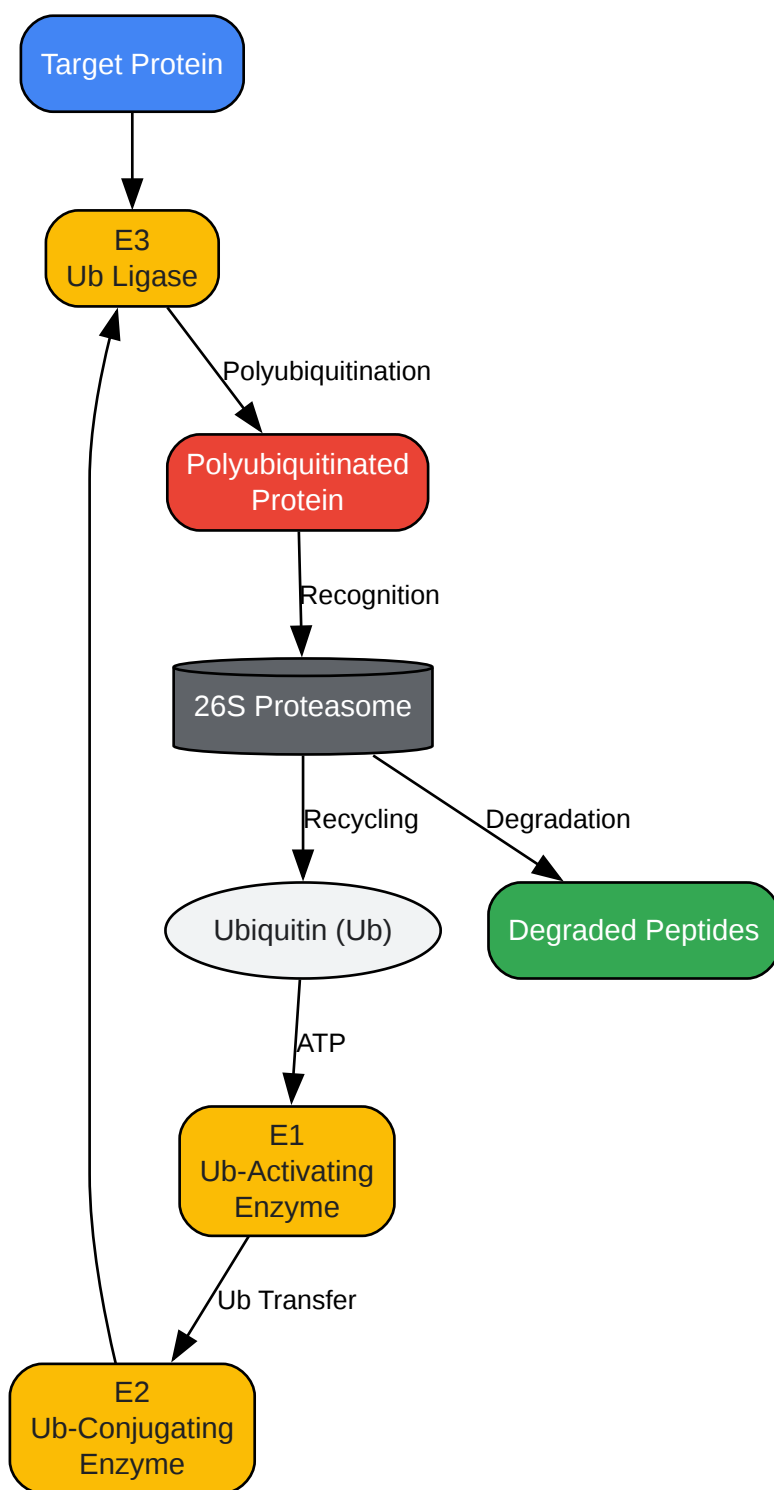 Target Protein
E3
Ub Ligase
Polyubiquitination
Polyubiquitinated
Protein
Recognition
26S Proteasome
Recycling
Degradation
Ubiquitin (Ub)
Degraded Peptides
ATP
E1
Ub-Activating
Enzyme
Ub Transfer
E2
Ub-Conjugating
Enzyme